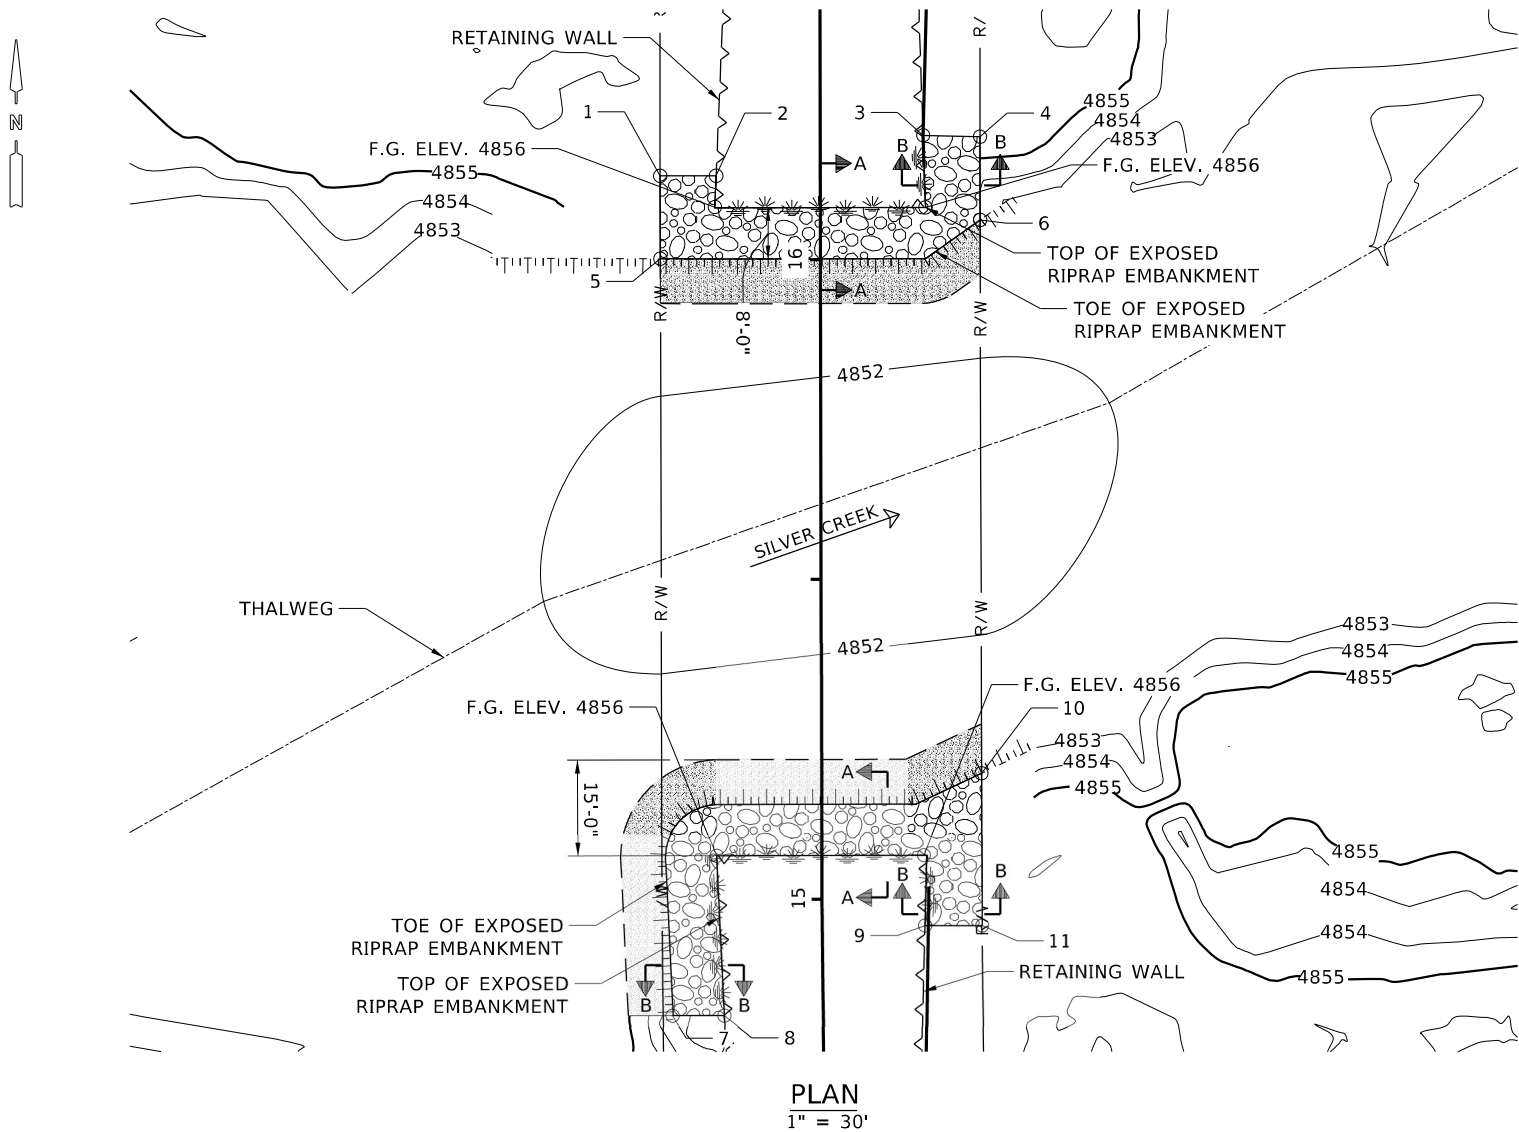 R/
RETAINING WALL
1
2
3
4
4855
4854
4853
N
F.G. ELEV. 4856
A
B
B
F.G. ELEV. 4856
4855
4854
4853
6
16
TOP OF EXPOSED
RIPRAP EMBANKMENT
5
A
R/W
R/W
8'-0"
TOE OF EXPOSED
RIPRAP EMBANKMENT
4852
SILVER CREEK
THALWEG
R/W
R/W
4853
4854
4855
4852
F.G. ELEV. 4856
F.G. ELEV. 4856
10
4853
4854
4855
A
15'-0"
4855
4854
B
B
A
15
TOE OF EXPOSED
RIPRAP EMBANKMENT
9
11
4854
4855
TOP OF EXPOSED
RIPRAP EMBANKMENT
RETAINING WALL
B
B
7
8
PLAN
1" = 30'